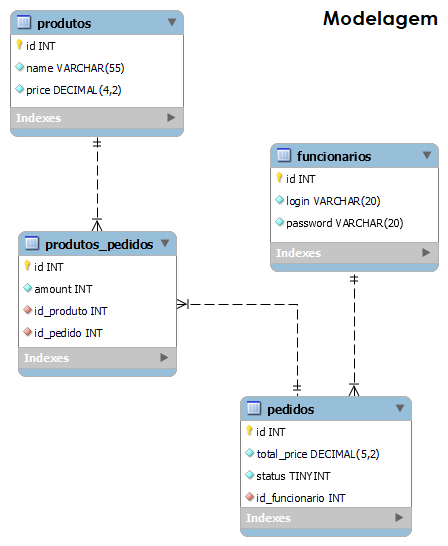 Modelagem
produtos
id INT
name VARCHAR(55)
price DECIMAL(4,2)
Indexes
funcionarios
id INT
login VARCHAR(20)
password VARCHAR(20)
Indexes
produtos_pedidos
id INT
amount INT
id_produto INT
id_pedido INT
Indexes
pedidos
id INT
total_price DECIMAL(5,2)
status TINYINT
id_funcionario INT
Indexes